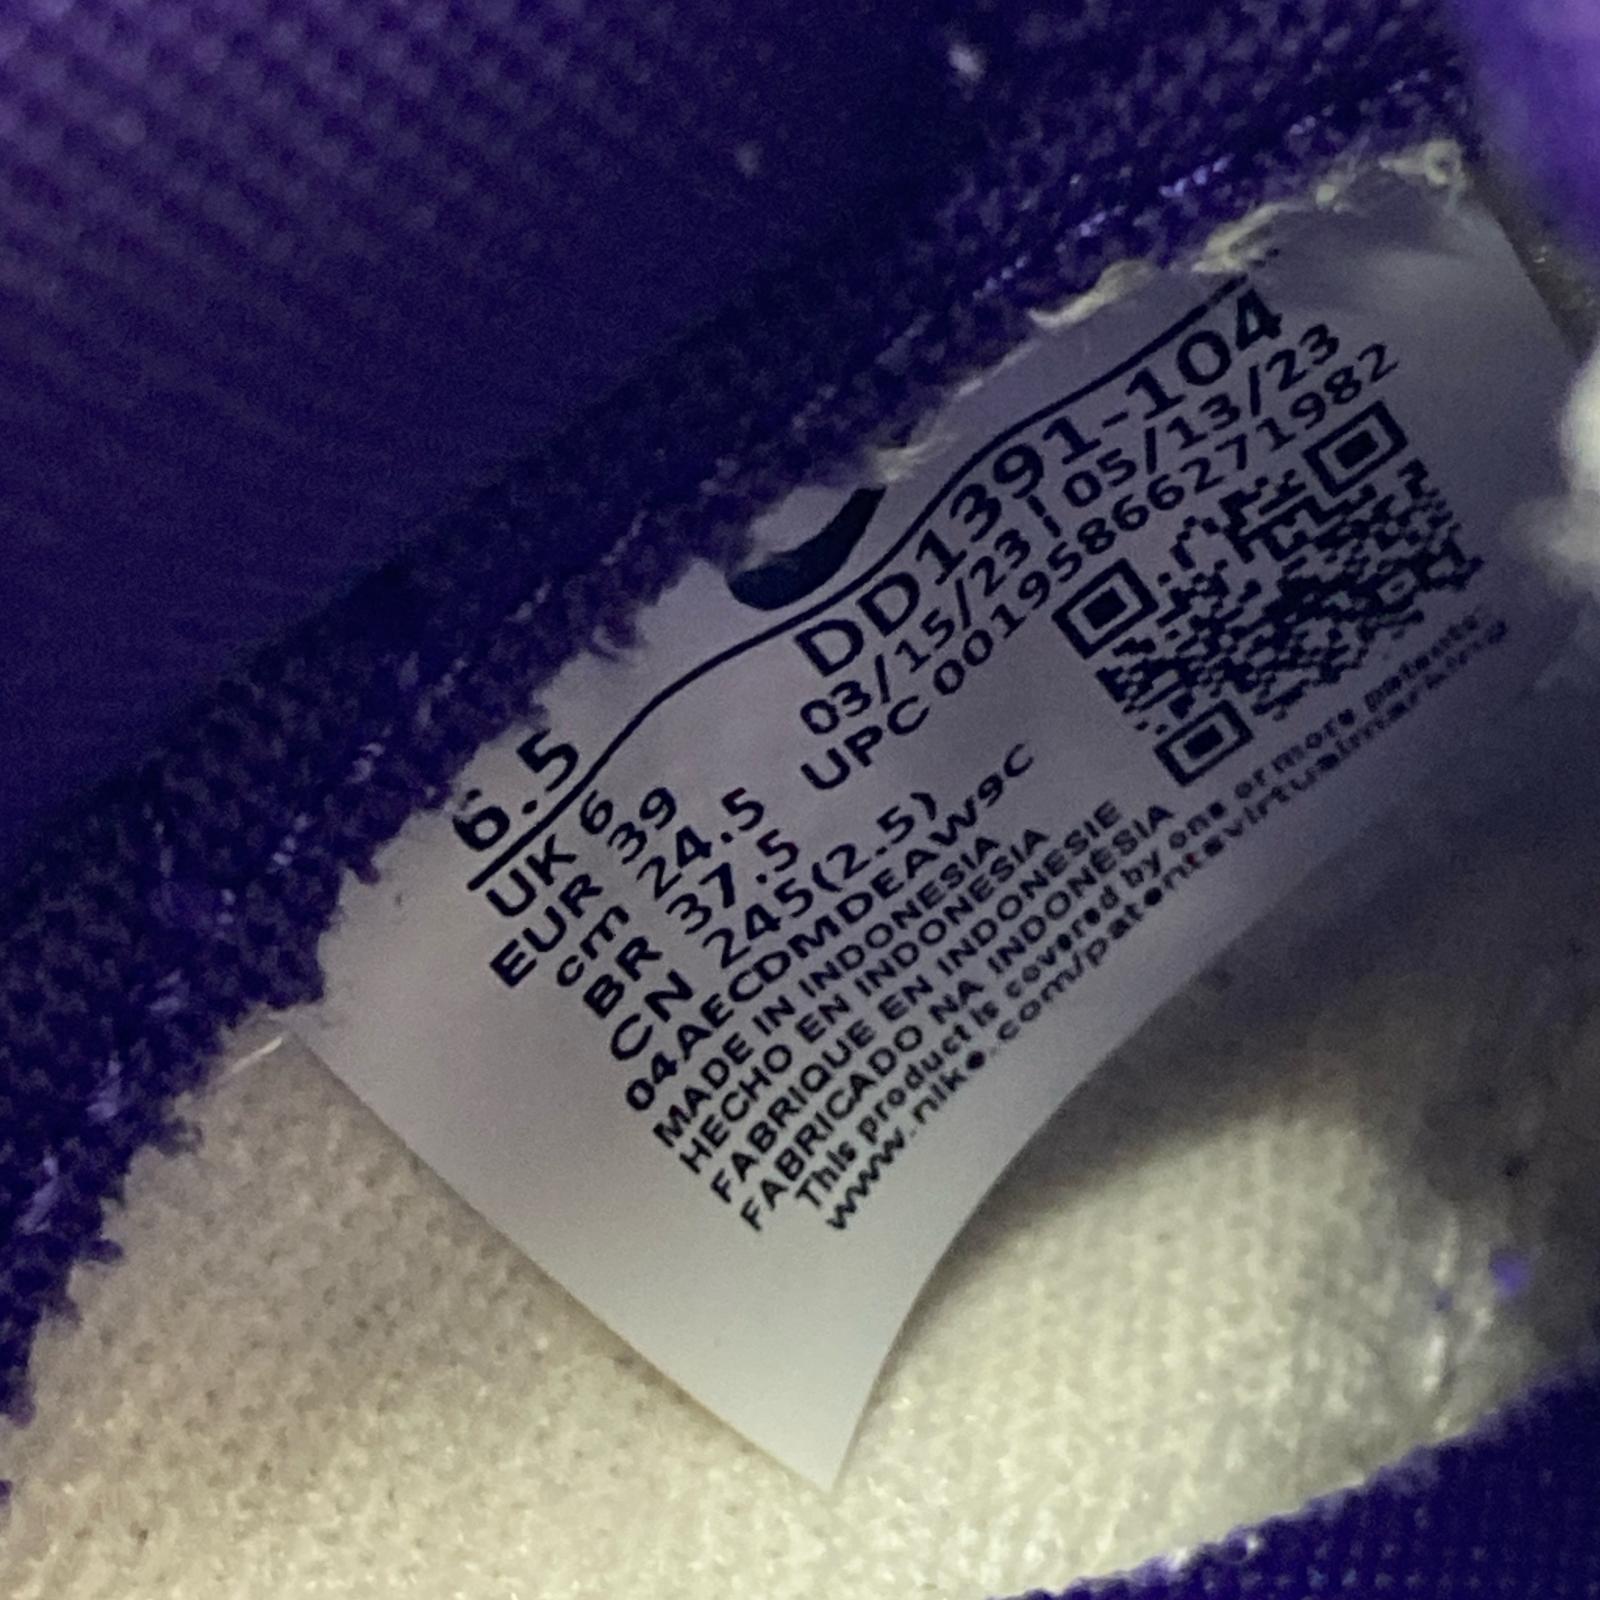 6.5
DD1391-104
UK 6
03/15/23 | 05/13/23
EUR 39
UPC 00195866271982
cm 24.5
BR 37.5
CN 245(2.5)
04AECDMDEAW9C
MADE IN INDONESIA
HECHO EN INDONESIA
FABRIQUE EN INDONESIE
FABRICADO NA INDONÉSIA
This product is covered by one or more patents
www.nike.com/patentsvirtualmarking